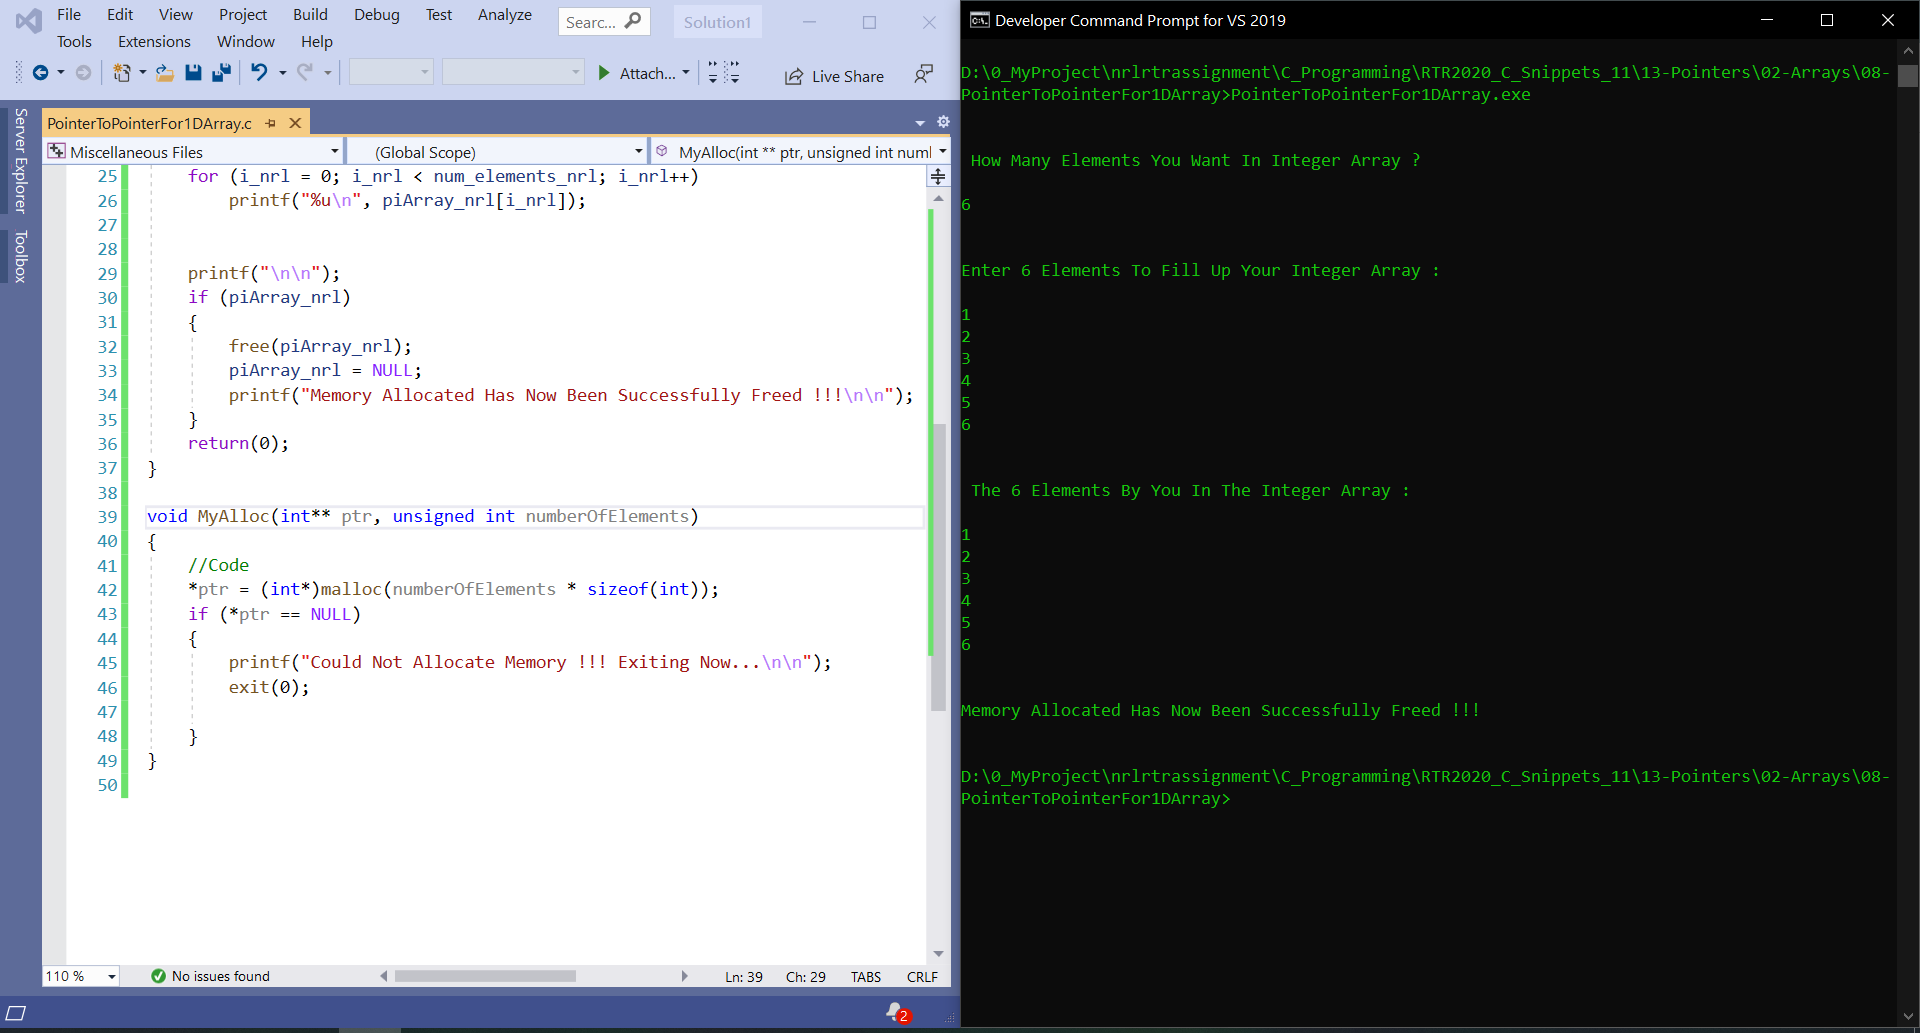 File Edit View Project Build Debug Test Analyze Searc... Solution1
Tools Extensions Window Help
Attach... Live Share
Server Explorer
Toolbox
PointerToPointerFor1DArray.c
Miscellaneous Files (Global Scope) MyAlloc(int ** ptr, unsigned int numl
25 for (i_nrl = 0; i_nrl < num_elements_nrl; i_nrl++)
26 printf("%u\n", piArray_nrl[i_nrl]);
27
28
29 printf("\n\n");
30 if (piArray_nrl)
31 {
32 free(piArray_nrl);
33 piArray_nrl = NULL;
34 printf("Memory Allocated Has Now Been Successfully Freed !!!\n\n");
35 }
36 return(0);
37 }
38
39 void MyAlloc(int** ptr, unsigned int numberOfElements)
40 {
41 //Code
42 *ptr = (int*)malloc(numberOfElements * sizeof(int));
43 if (*ptr == NULL)
44 {
45 printf("Could Not Allocate Memory !!! Exiting Now...\n\n");
46 exit(0);
47
48 }
49 }
50
110 % No issues found Ln: 39 Ch: 29 TABS CRLF
2
Developer Command Prompt for VS 2019
D:\0_MyProject\nrlrtrassignment\C_Programming\RTR2020_C_Snippets_11\13-Pointers\02-Arrays\08-
PointerToPointerFor1DArray>PointerToPointerFor1DArray.exe
How Many Elements You Want In Integer Array ?
6
Enter 6 Elements To Fill Up Your Integer Array :
1
2
3
4
5
6
The 6 Elements By You In The Integer Array :
1
2
3
4
5
6
Memory Allocated Has Now Been Successfully Freed !!!
D:\0_MyProject\nrlrtrassignment\C_Programming\RTR2020_C_Snippets_11\13-Pointers\02-Arrays\08-
PointerToPointerFor1DArray>